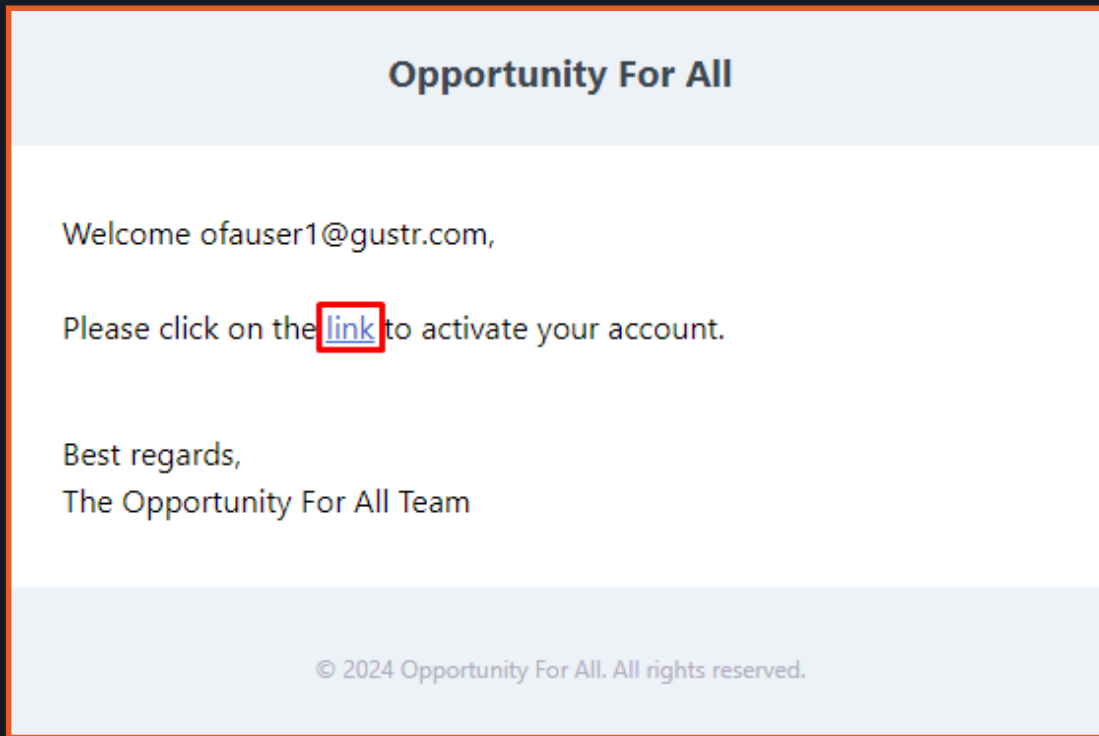 Opportunity For All
Welcome ofauser1@gustr.com,
Please click on the link to activate your account.
Best regards,
The Opportunity For All Team
© 2024 Opportunity For All. All rights reserved.